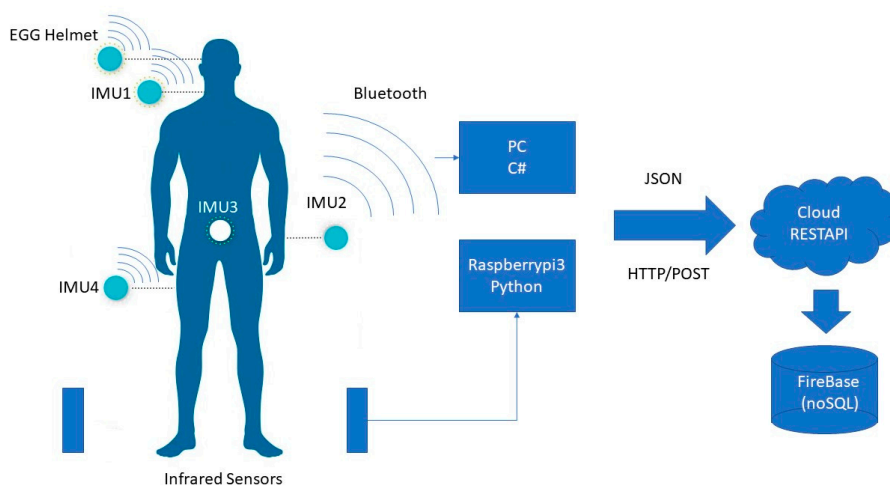 EGG Helmet
IMU1
Bluetooth
PC
C#
JSON
IMU3
IMU2
Cloud
RESTAPI
Raspberrypi3
Python
HTTP/POST
IMU4
FireBase
(noSQL)
Infrared Sensors